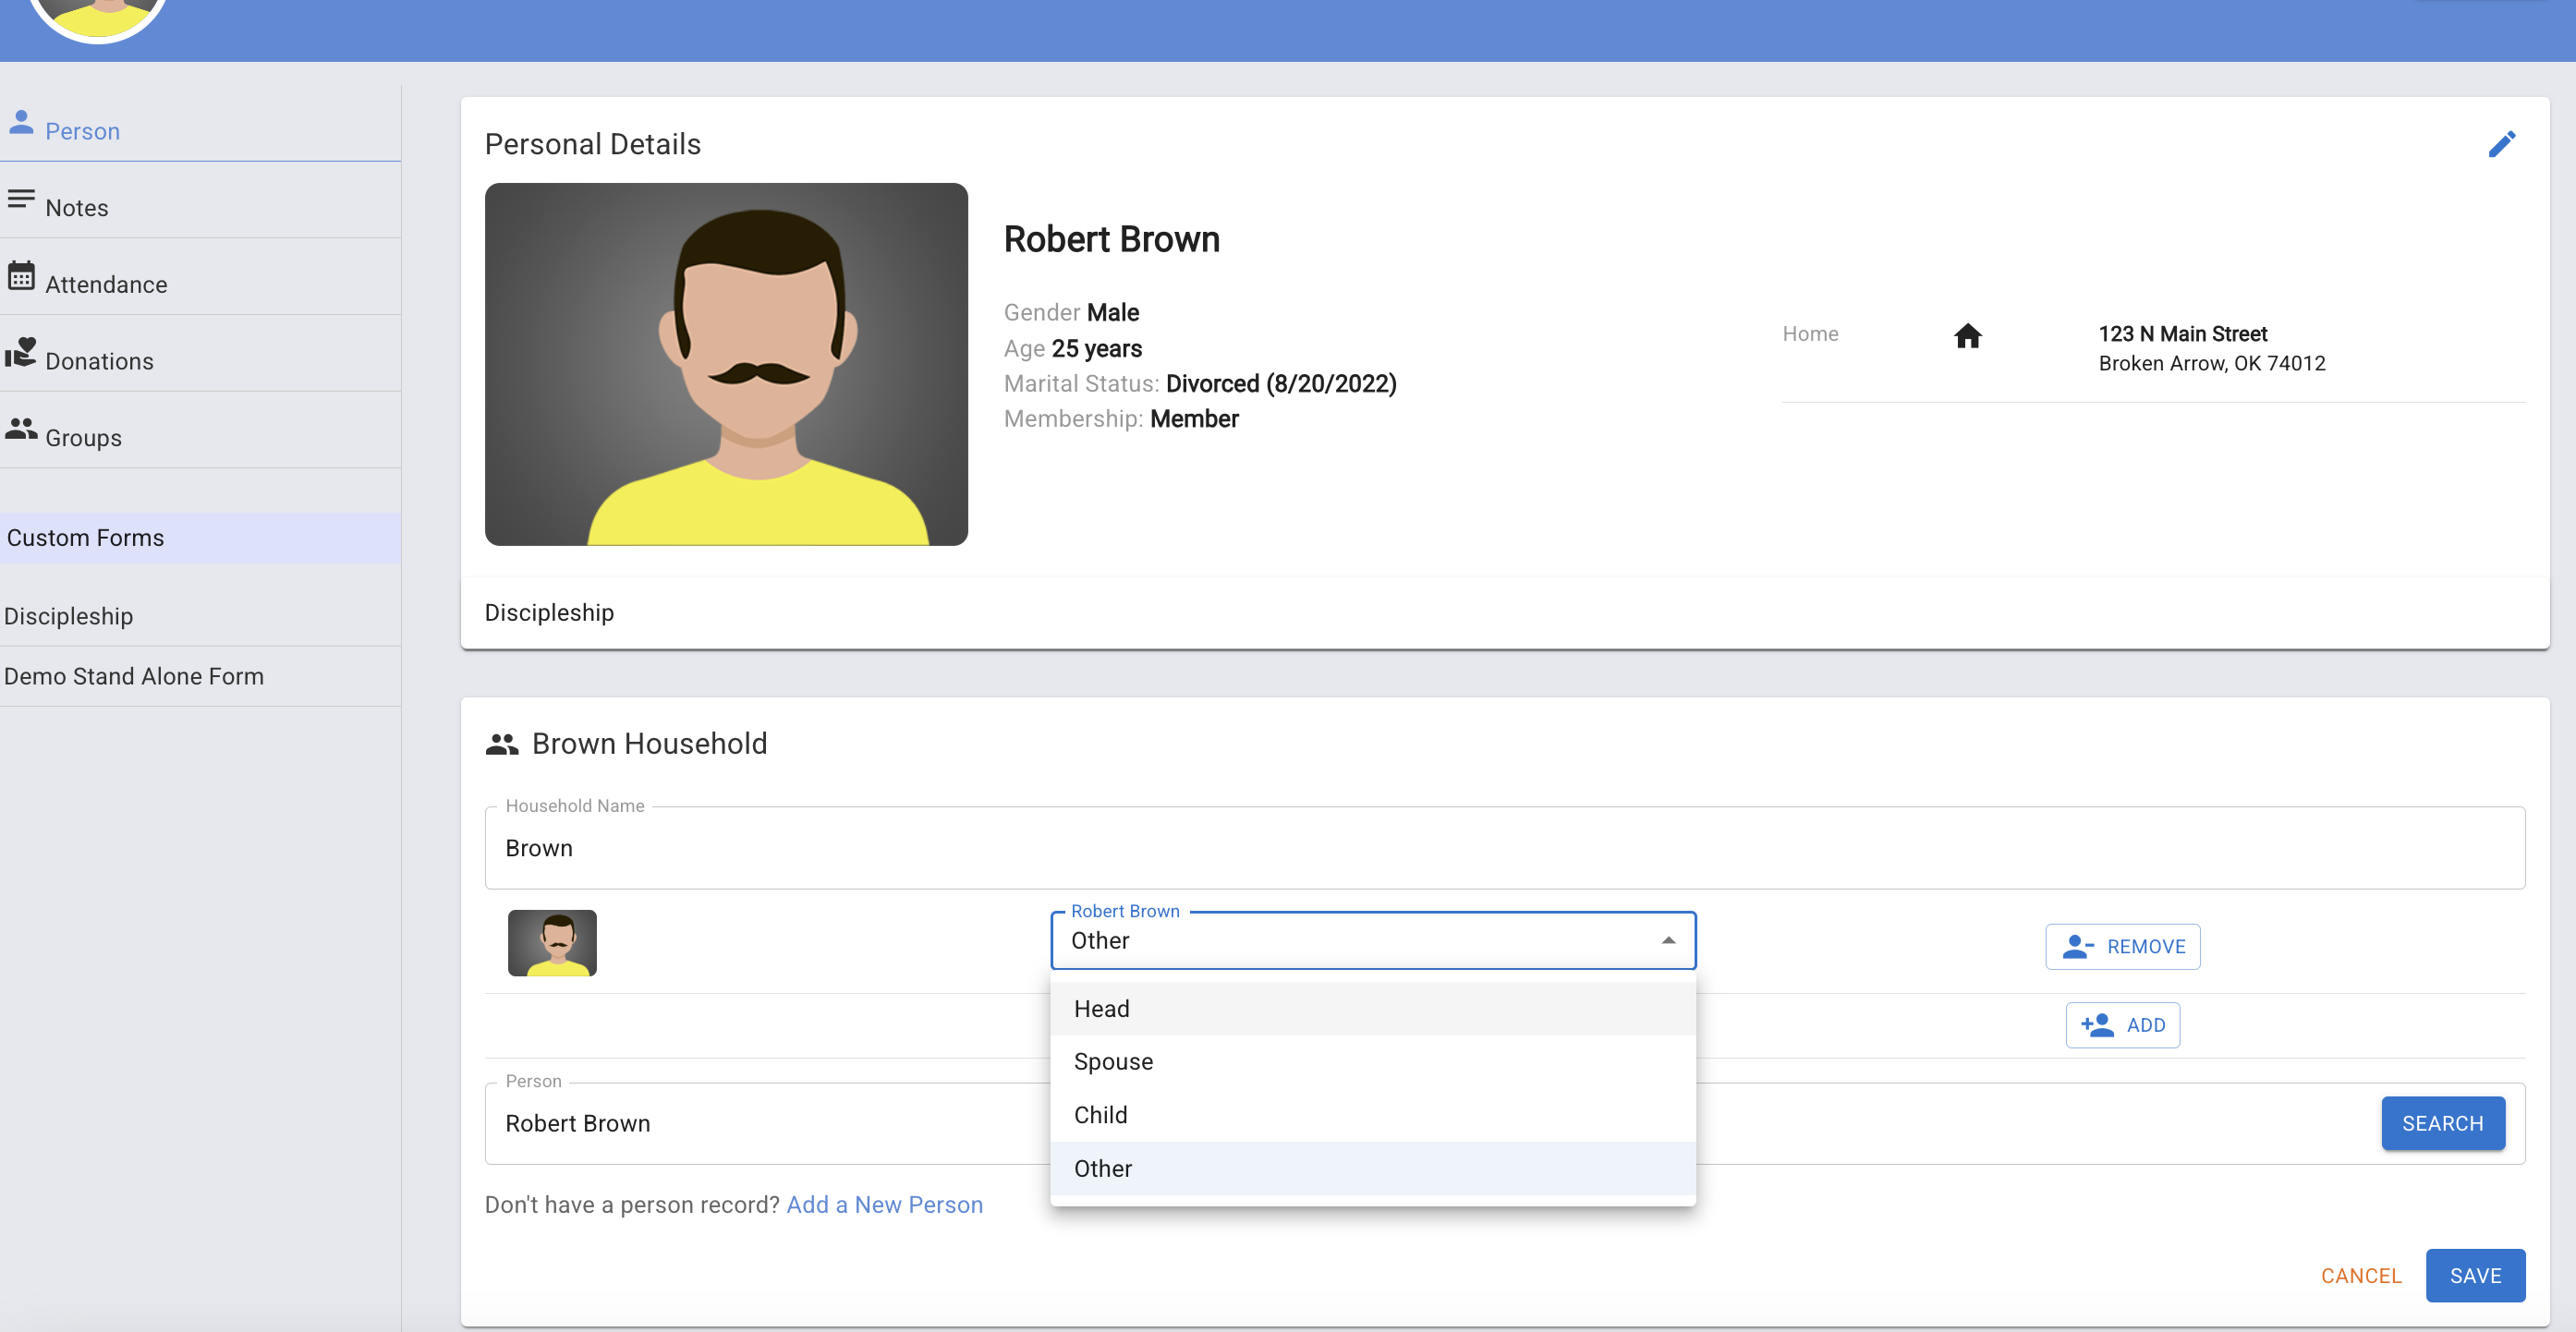 Person
Notes
Attendance
Donations
Groups
Custom Forms
Discipleship
Demo Stand Alone Form
Personal Details
Robert Brown
Gender Male
Age 25 years
Marital Status: Divorced (8/20/2022)
Membership: Member
Home
123 N Main Street
Broken Arrow, OK 74012
Discipleship
Brown Household
Household Name
Brown
Robert Brown
Other
REMOVE
Head
Spouse
Child
Other
ADD
Person
Robert Brown
SEARCH
Don't have a person record? Add a New Person
CANCEL
SAVE